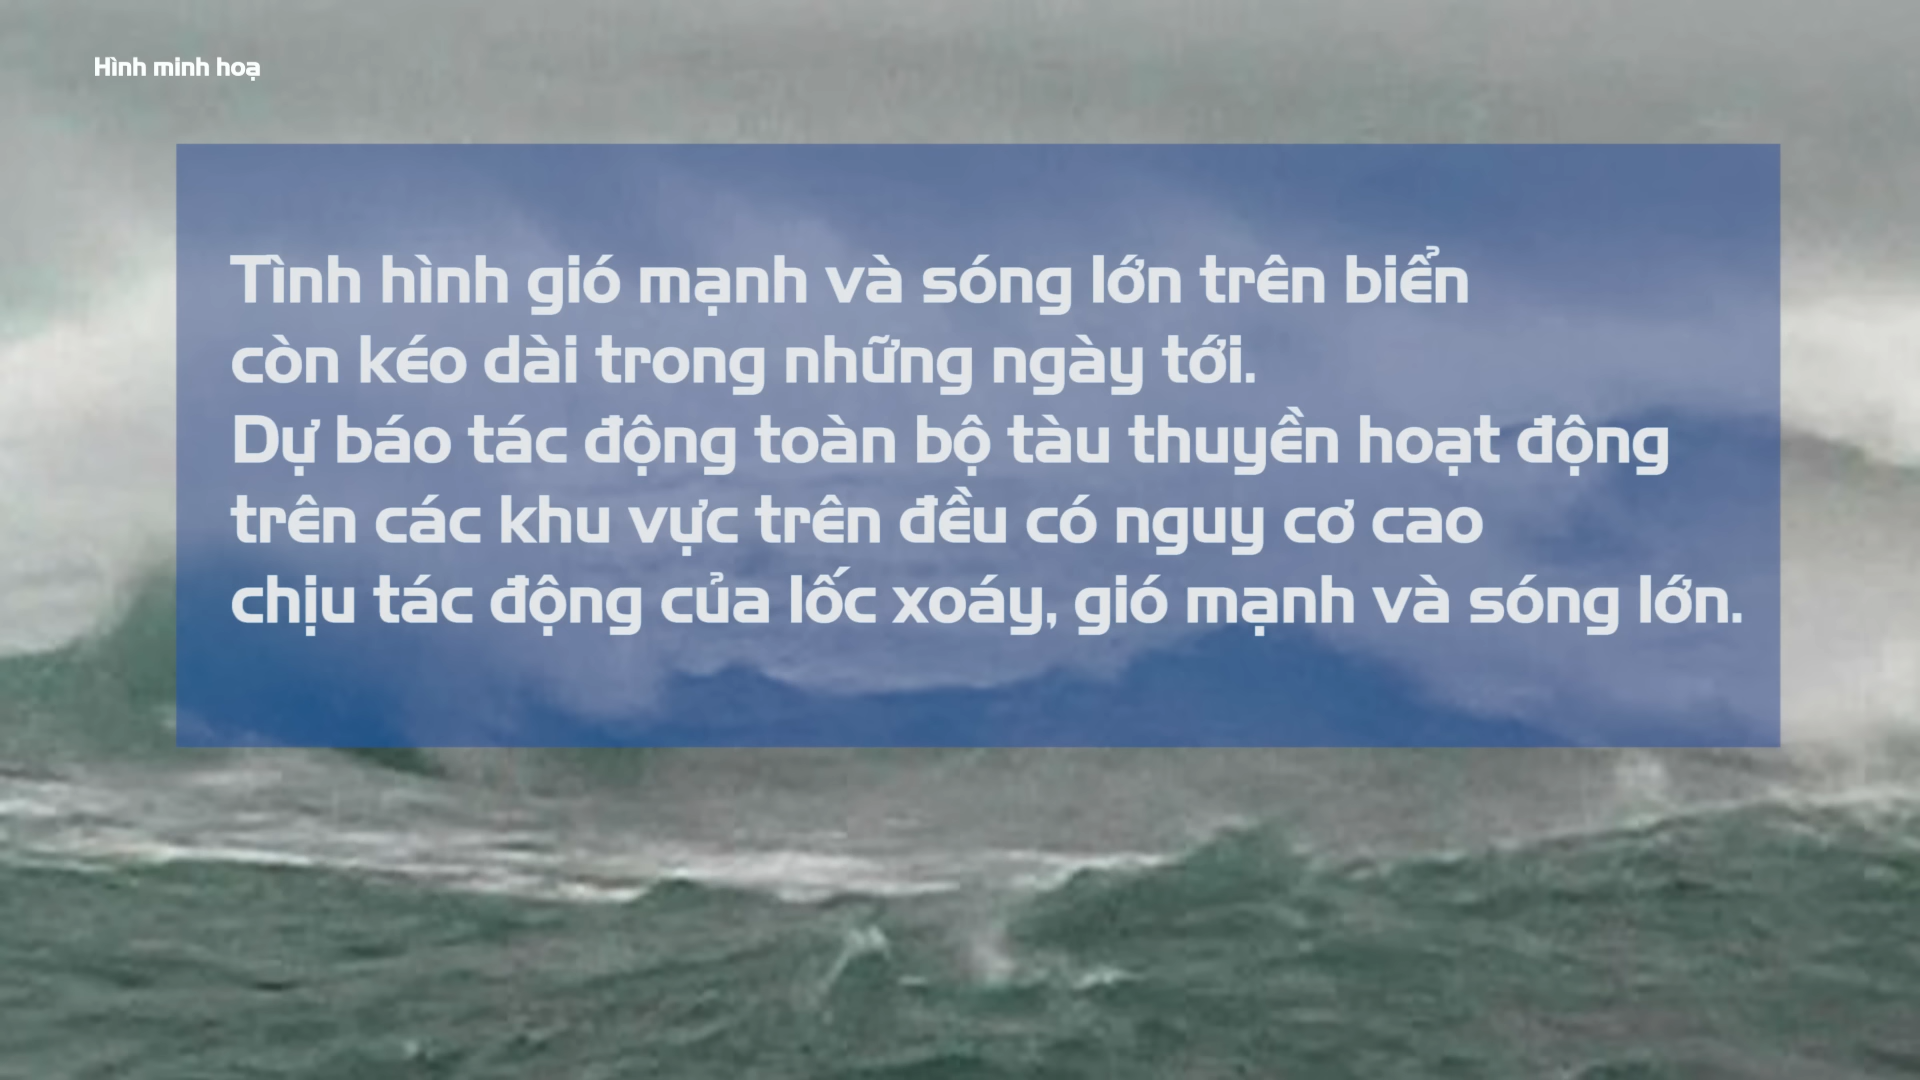 Hình minh hoạ
Tình hình gió mạnh và sóng lớn trên biển
còn kéo dài trong những ngày tới.
Dự báo tác động toàn bộ tàu thuyền hoạt động
trên các khu vực trên đều có nguy cơ cao
chịu tác động của lốc xoáy, gió mạnh và sóng lớn.